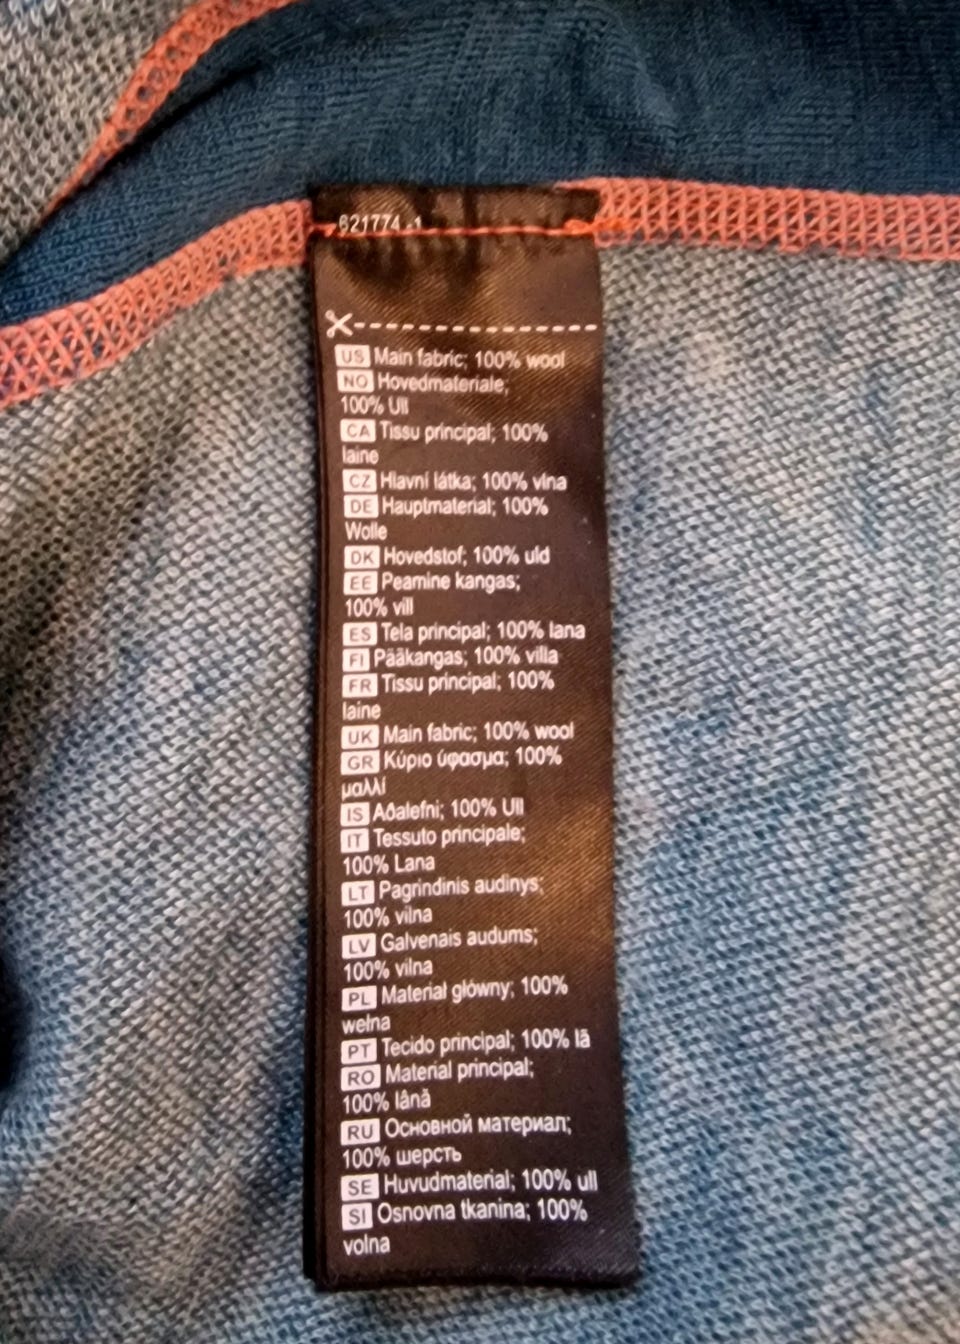 621774-1
US Main fabric; 100% wool
NO Hovedmateriale;
100% Ull
CA Tissu principal; 100%
laine
CZ Hlavní látka; 100% vlna
DE Hauptmaterial; 100%
Wolle
DK Hovedstof; 100% uld
EE Peamine kangas;
100% vill
ES Tela principal; 100% lana
FI Pääkangas; 100% villa
FR Tissu principal; 100%
laine
UK Main fabric; 100% wool
GR Κύριο ύφασμα; 100%
μαλλί
IS Aðalefni; 100% Ull
IT Tessuto principale;
100% Lana
LT Pagrindinis audinys;
100% vilna
LV Galvenais audums;
100% vilna
PL Materiał główny; 100%
wełna
PT Tecido principal; 100% lã
RO Material principal;
100% lână
RU Основной материал;
100% шерсть
SE Huvudmaterial; 100% ull
SI Osnovna tkanina; 100%
volna